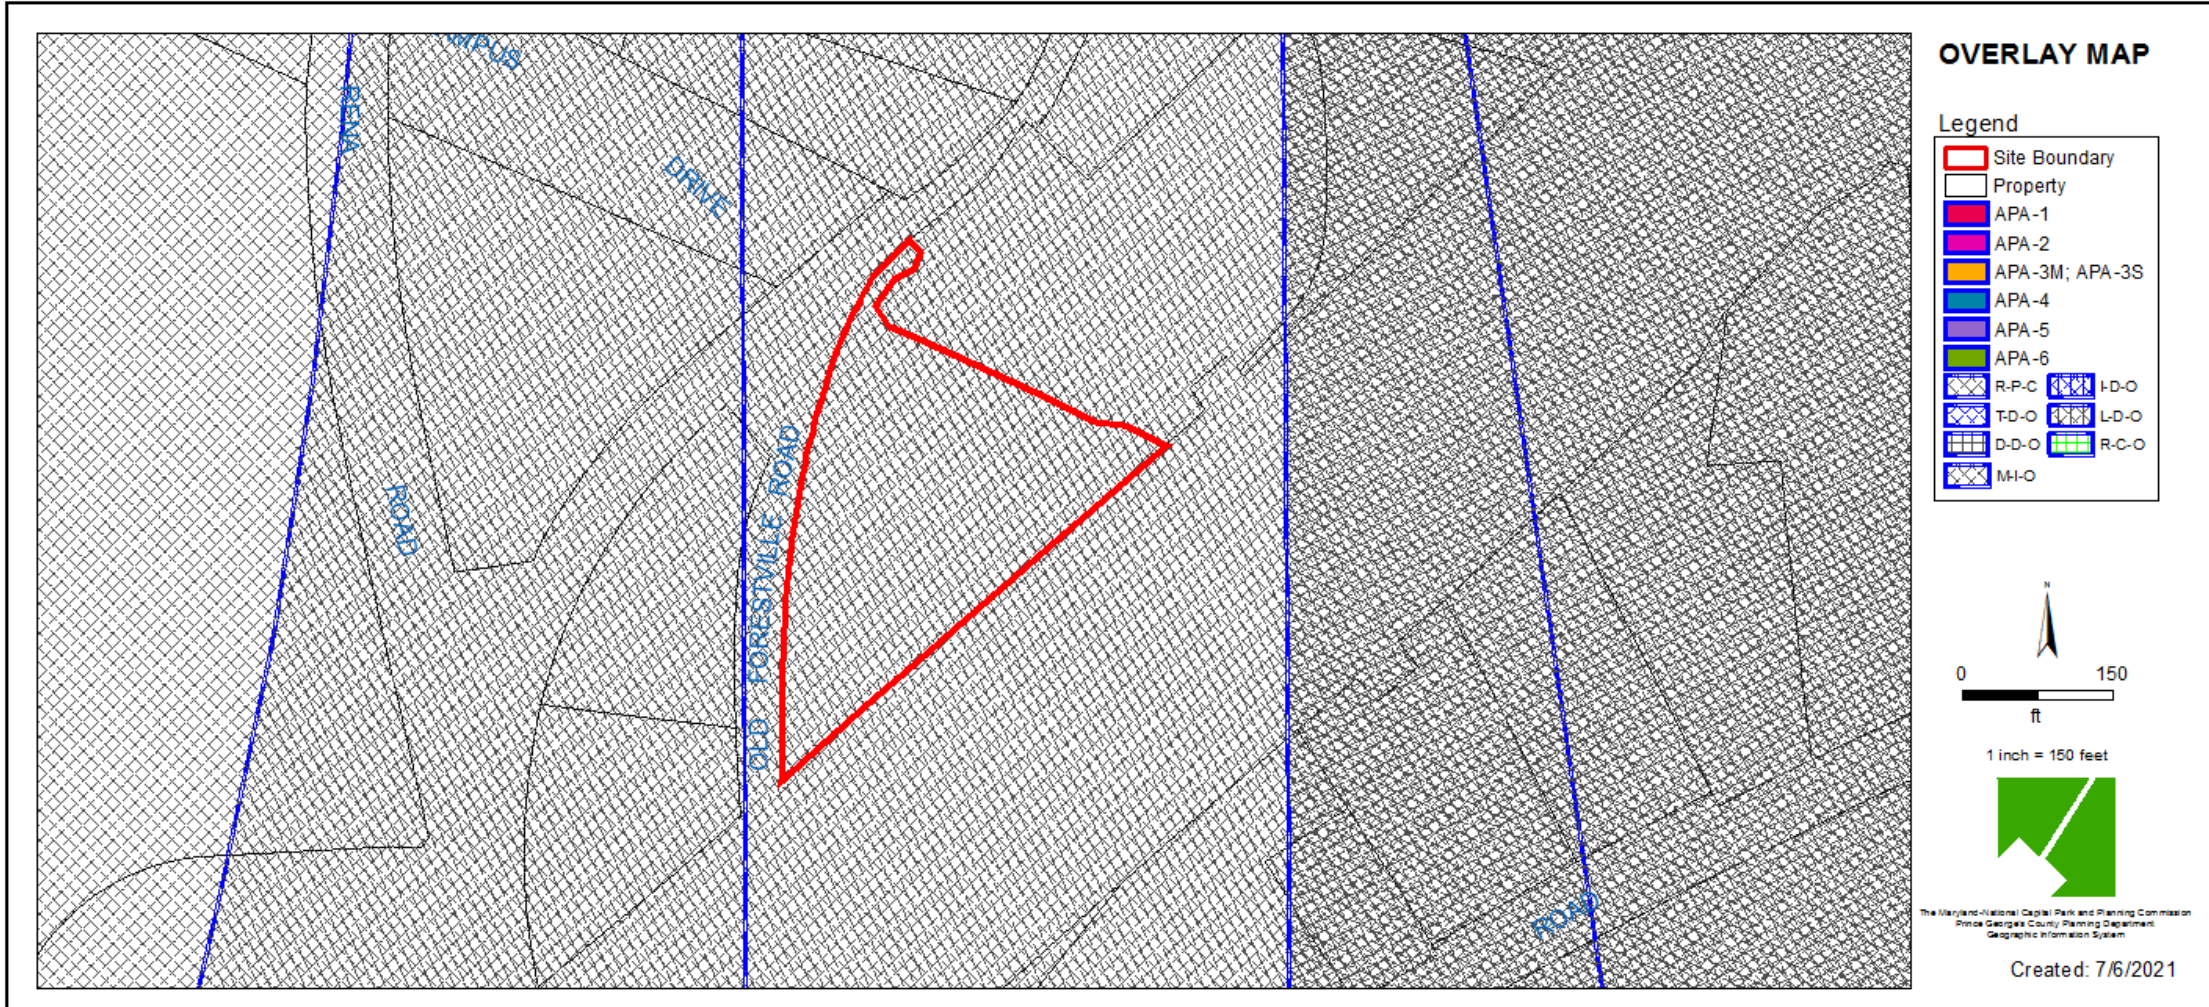 MPUS
RENA
DRIVE
ROAD
OLD FORESTVILLE ROAD
ROAD
OVERLAY MAP
Legend
Site Boundary
Property
APA-1
APA-2
APA-3M; APA-3S
APA-4
APA-5
APA-6
R-P-C I-D-O
T-D-O L-D-O
D-D-O R-C-O
M-I-O
N
0 150
ft
1 inch = 150 feet
The Maryland-National Capital Park and Planning Commission
Prince George's County Planning Department
Geographic Information System
Created: 7/6/2021